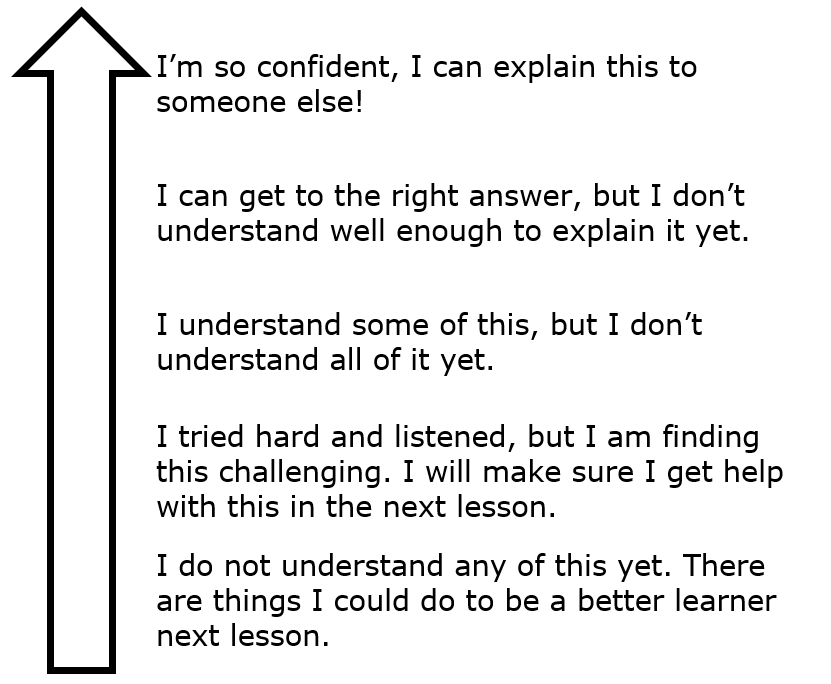 I’m so confident, I can explain this to
someone else!
I can get to the right answer, but I don’t
understand well enough to explain it yet.
I understand some of this, but I don’t
understand all of it yet.
I tried hard and listened, but I am finding
this challenging. I will make sure I get help
with this in the next lesson.
I do not understand any of this yet. There
are things I could do to be a better learner
next lesson.